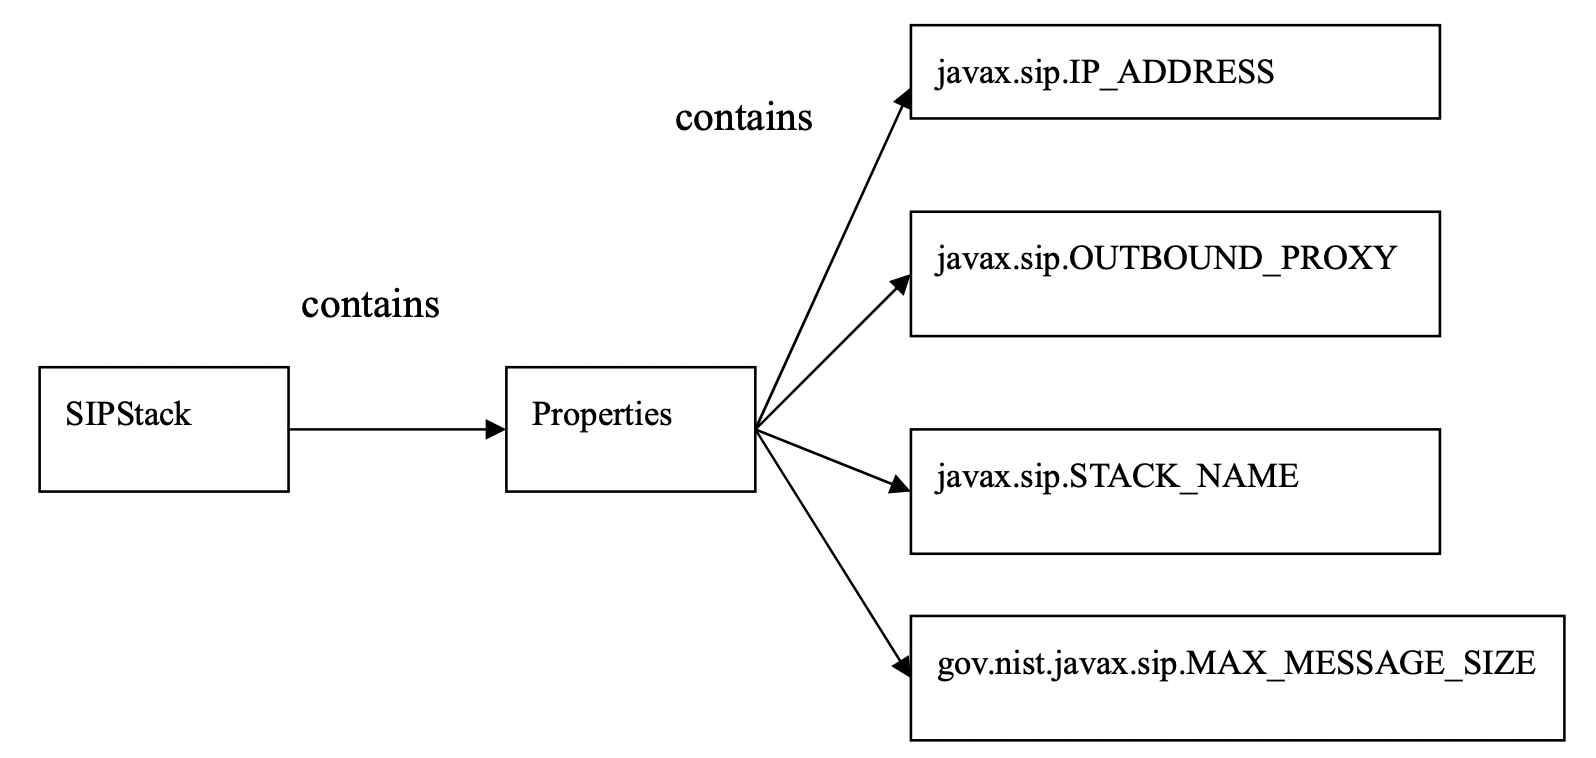 javax.sip.IP_ADDRESS
contains
javax.sip.OUTBOUND_PROXY
contains
SIPStack
Properties
javax.sip.STACK_NAME
gov.nist.javax.sip.MAX_MESSAGE_SIZE